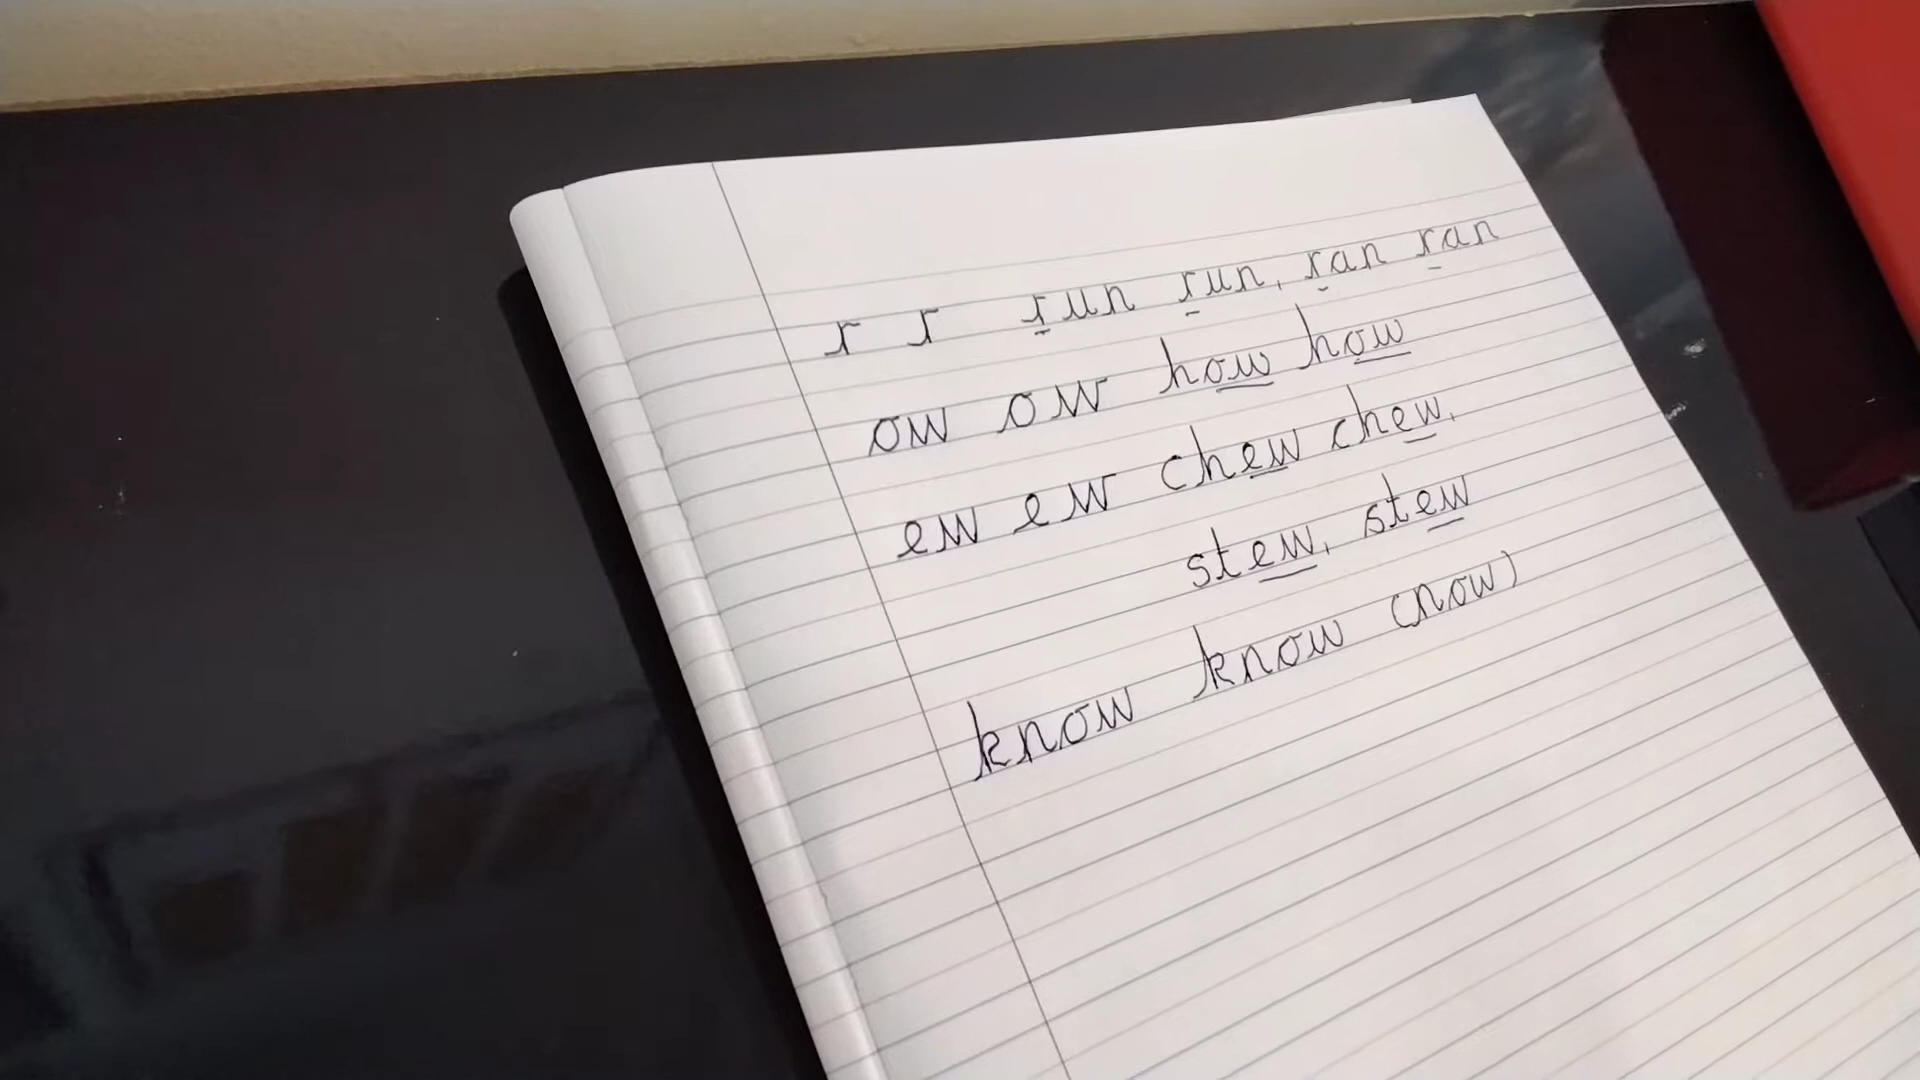 r r run run, ran ran
ow ow how how
ew ew chew chew,
stew, stew
know know (now)